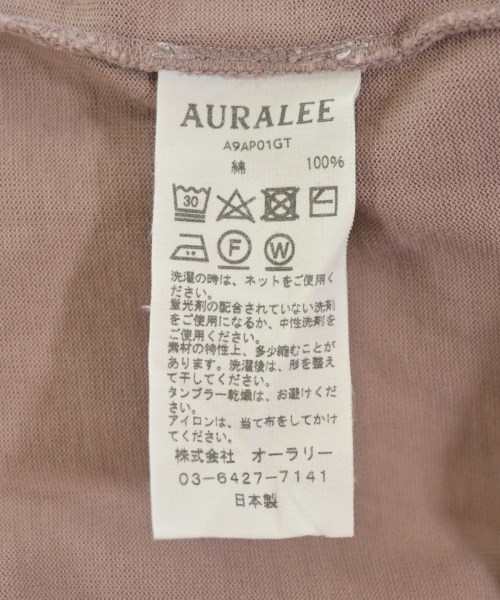 AURALEE
A9AP01GT
綿 100%
30
F W
洗濯の時は、ネットをご使用く
ださい。
蛍光剤の配合されていない洗剤
をご使用になるか、中性洗剤を
ご使用ください。
素材の特性上、多少縮むことが
あります。洗濯後は、形を整え
て干してください。
タンブラー乾燥は、お避けくださ
い。
アイロンは、当て布をしてかけ
てください。
株式会社 オーラリー
03-6427-7141
日本製